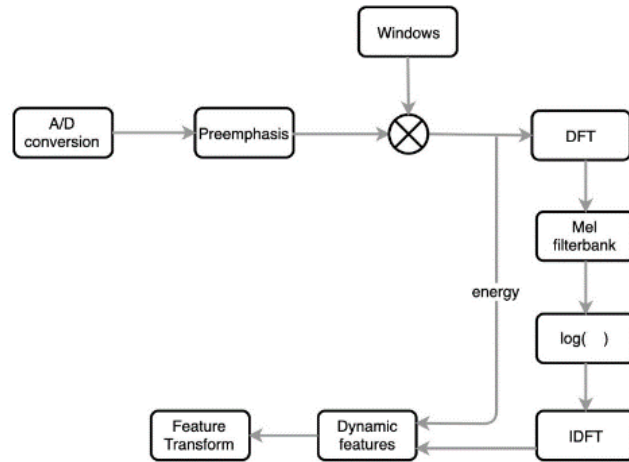 Windows
A/D
conversion
Preemphasis
DFT
Mel
filterbank
energy
log( )
Feature
Transform
Dynamic
features
IDFT